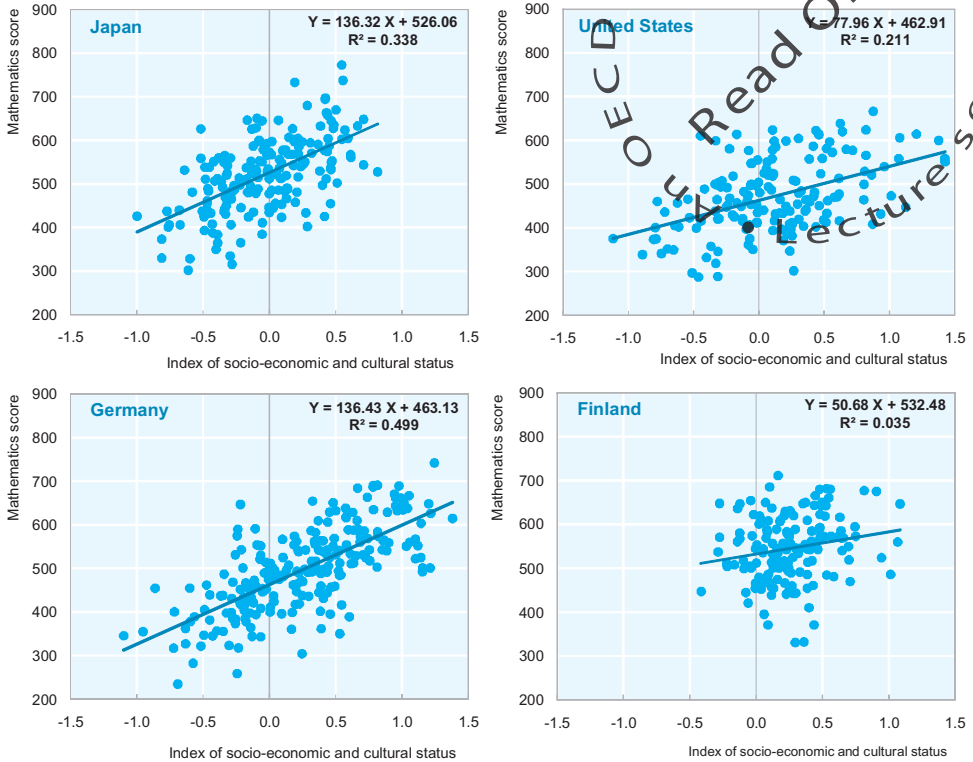 Japan
Y = 136.32 X + 526.06
R² = 0.338
Mathematics score
900
800
700
600
500
400
300
200
-1.5 -1.0 -0.5 0.0 0.5 1.0 1.5
Index of socio-economic and cultural status
United States
Y = 77.96 X + 462.91
R² = 0.211
Mathematics score
900
800
700
600
500
400
300
200
-1.5 -1.0 -0.5 0.0 0.5 1.0 1.5
Index of socio-economic and cultural status
OECD
Read
Lecture
Germany
Y = 136.43 X + 463.13
R² = 0.499
Mathematics score
900
800
700
600
500
400
300
200
-1.5 -1.0 -0.5 0.0 0.5 1.0 1.5
Index of socio-economic and cultural status
Finland
Y = 50.68 X + 532.48
R² = 0.035
Mathematics score
900
800
700
600
500
400
300
200
-1.5 -1.0 -0.5 0.0 0.5 1.0 1.5
Index of socio-economic and cultural status